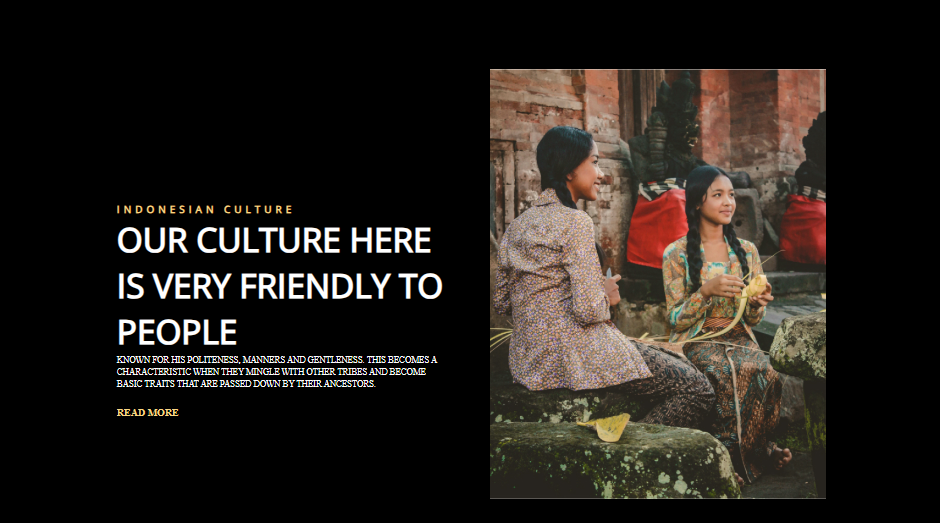 INDONESIAN CULTURE
OUR CULTURE HERE
IS VERY FRIENDLY TO
PEOPLE
KNOWN FOR HIS POLITENESS, MANNERS AND GENTLENESS. THIS BECOMES A
CHARACTERISTIC WHEN THEY MINGLE WITH OTHER TRIBES AND BECOME
BASIC TRAITS THAT ARE PASSED DOWN BY THEIR ANCESTORS.
READ MORE